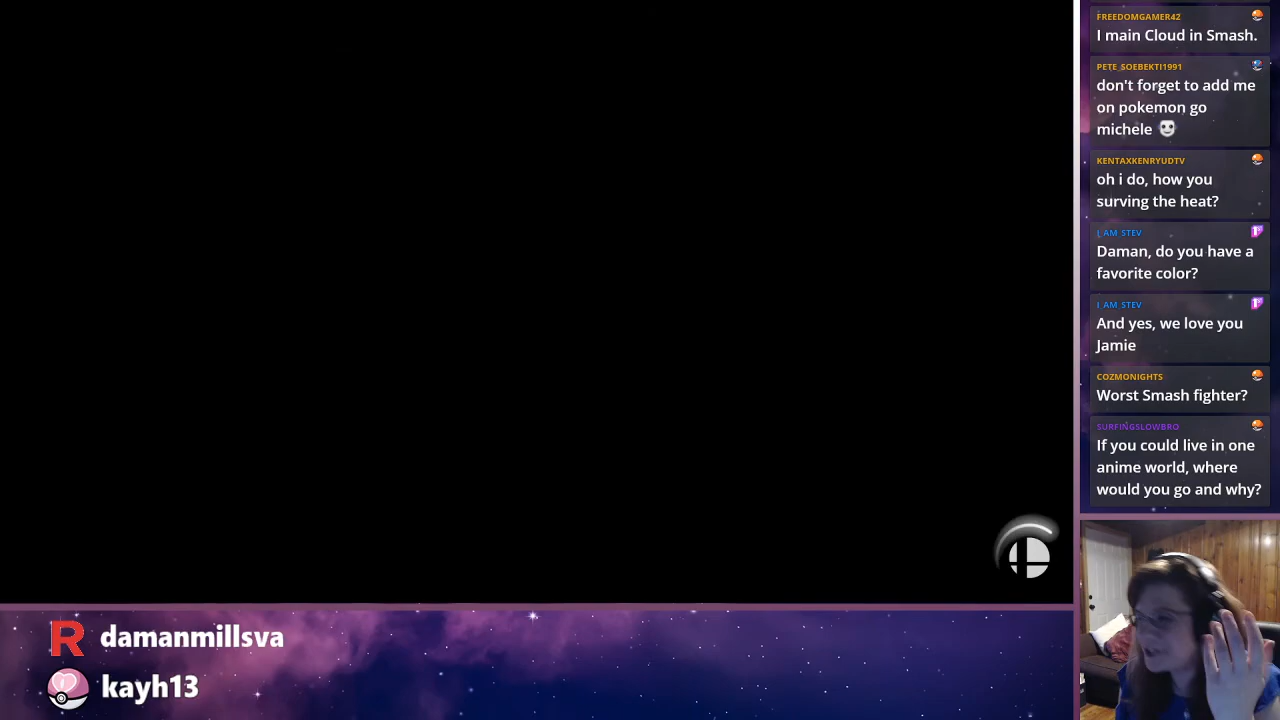 FREEDOMGAMER42
I main Cloud in Smash.
PETE_SOEBEKTI1991
don't forget to add me
on pokemon go
michele
KENTAXKENRYUDTV
oh i do, how you
surving the heat?
I_AM_STEV
Daman, do you have a
favorite color?
I_AM_STEV
And yes, we love you
Jamie
COZMONIGHTS
Worst Smash fighter?
SURFINGSLOWBRO
If you could live in one
anime world, where
would you go and why?
R damanmillsva
kayh13